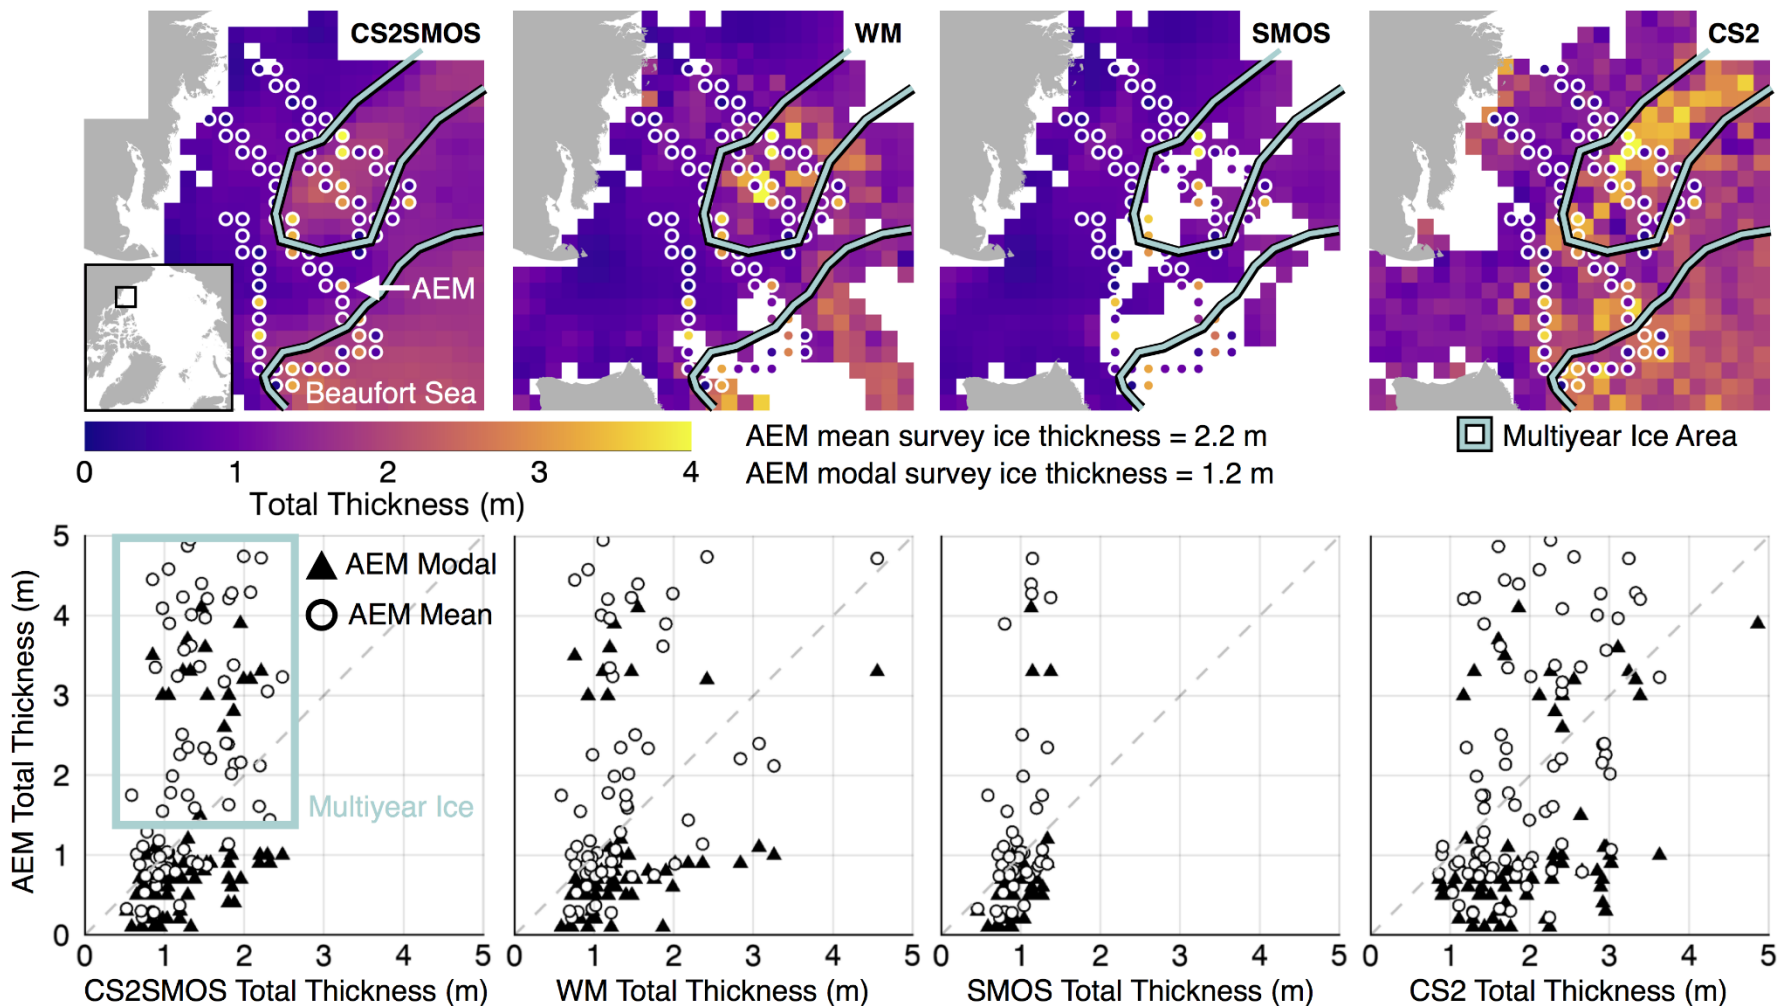 CS2SMOS
WM
SMOS
CS2
AEM
Beaufort Sea
0 1 2 3 4
Total Thickness (m)
AEM mean survey ice thickness = 2.2 m
AEM modal survey ice thickness = 1.2 m
Multiyear Ice Area
AEM Total Thickness (m)
5
4
3
2
1
0
AEM Modal
AEM Mean
Multiyear Ice
0 1 2 3 4 5
CS2SMOS Total Thickness (m)
0 1 2 3 4 5
WM Total Thickness (m)
0 1 2 3 4 5
SMOS Total Thickness (m)
0 1 2 3 4 5
CS2 Total Thickness (m)